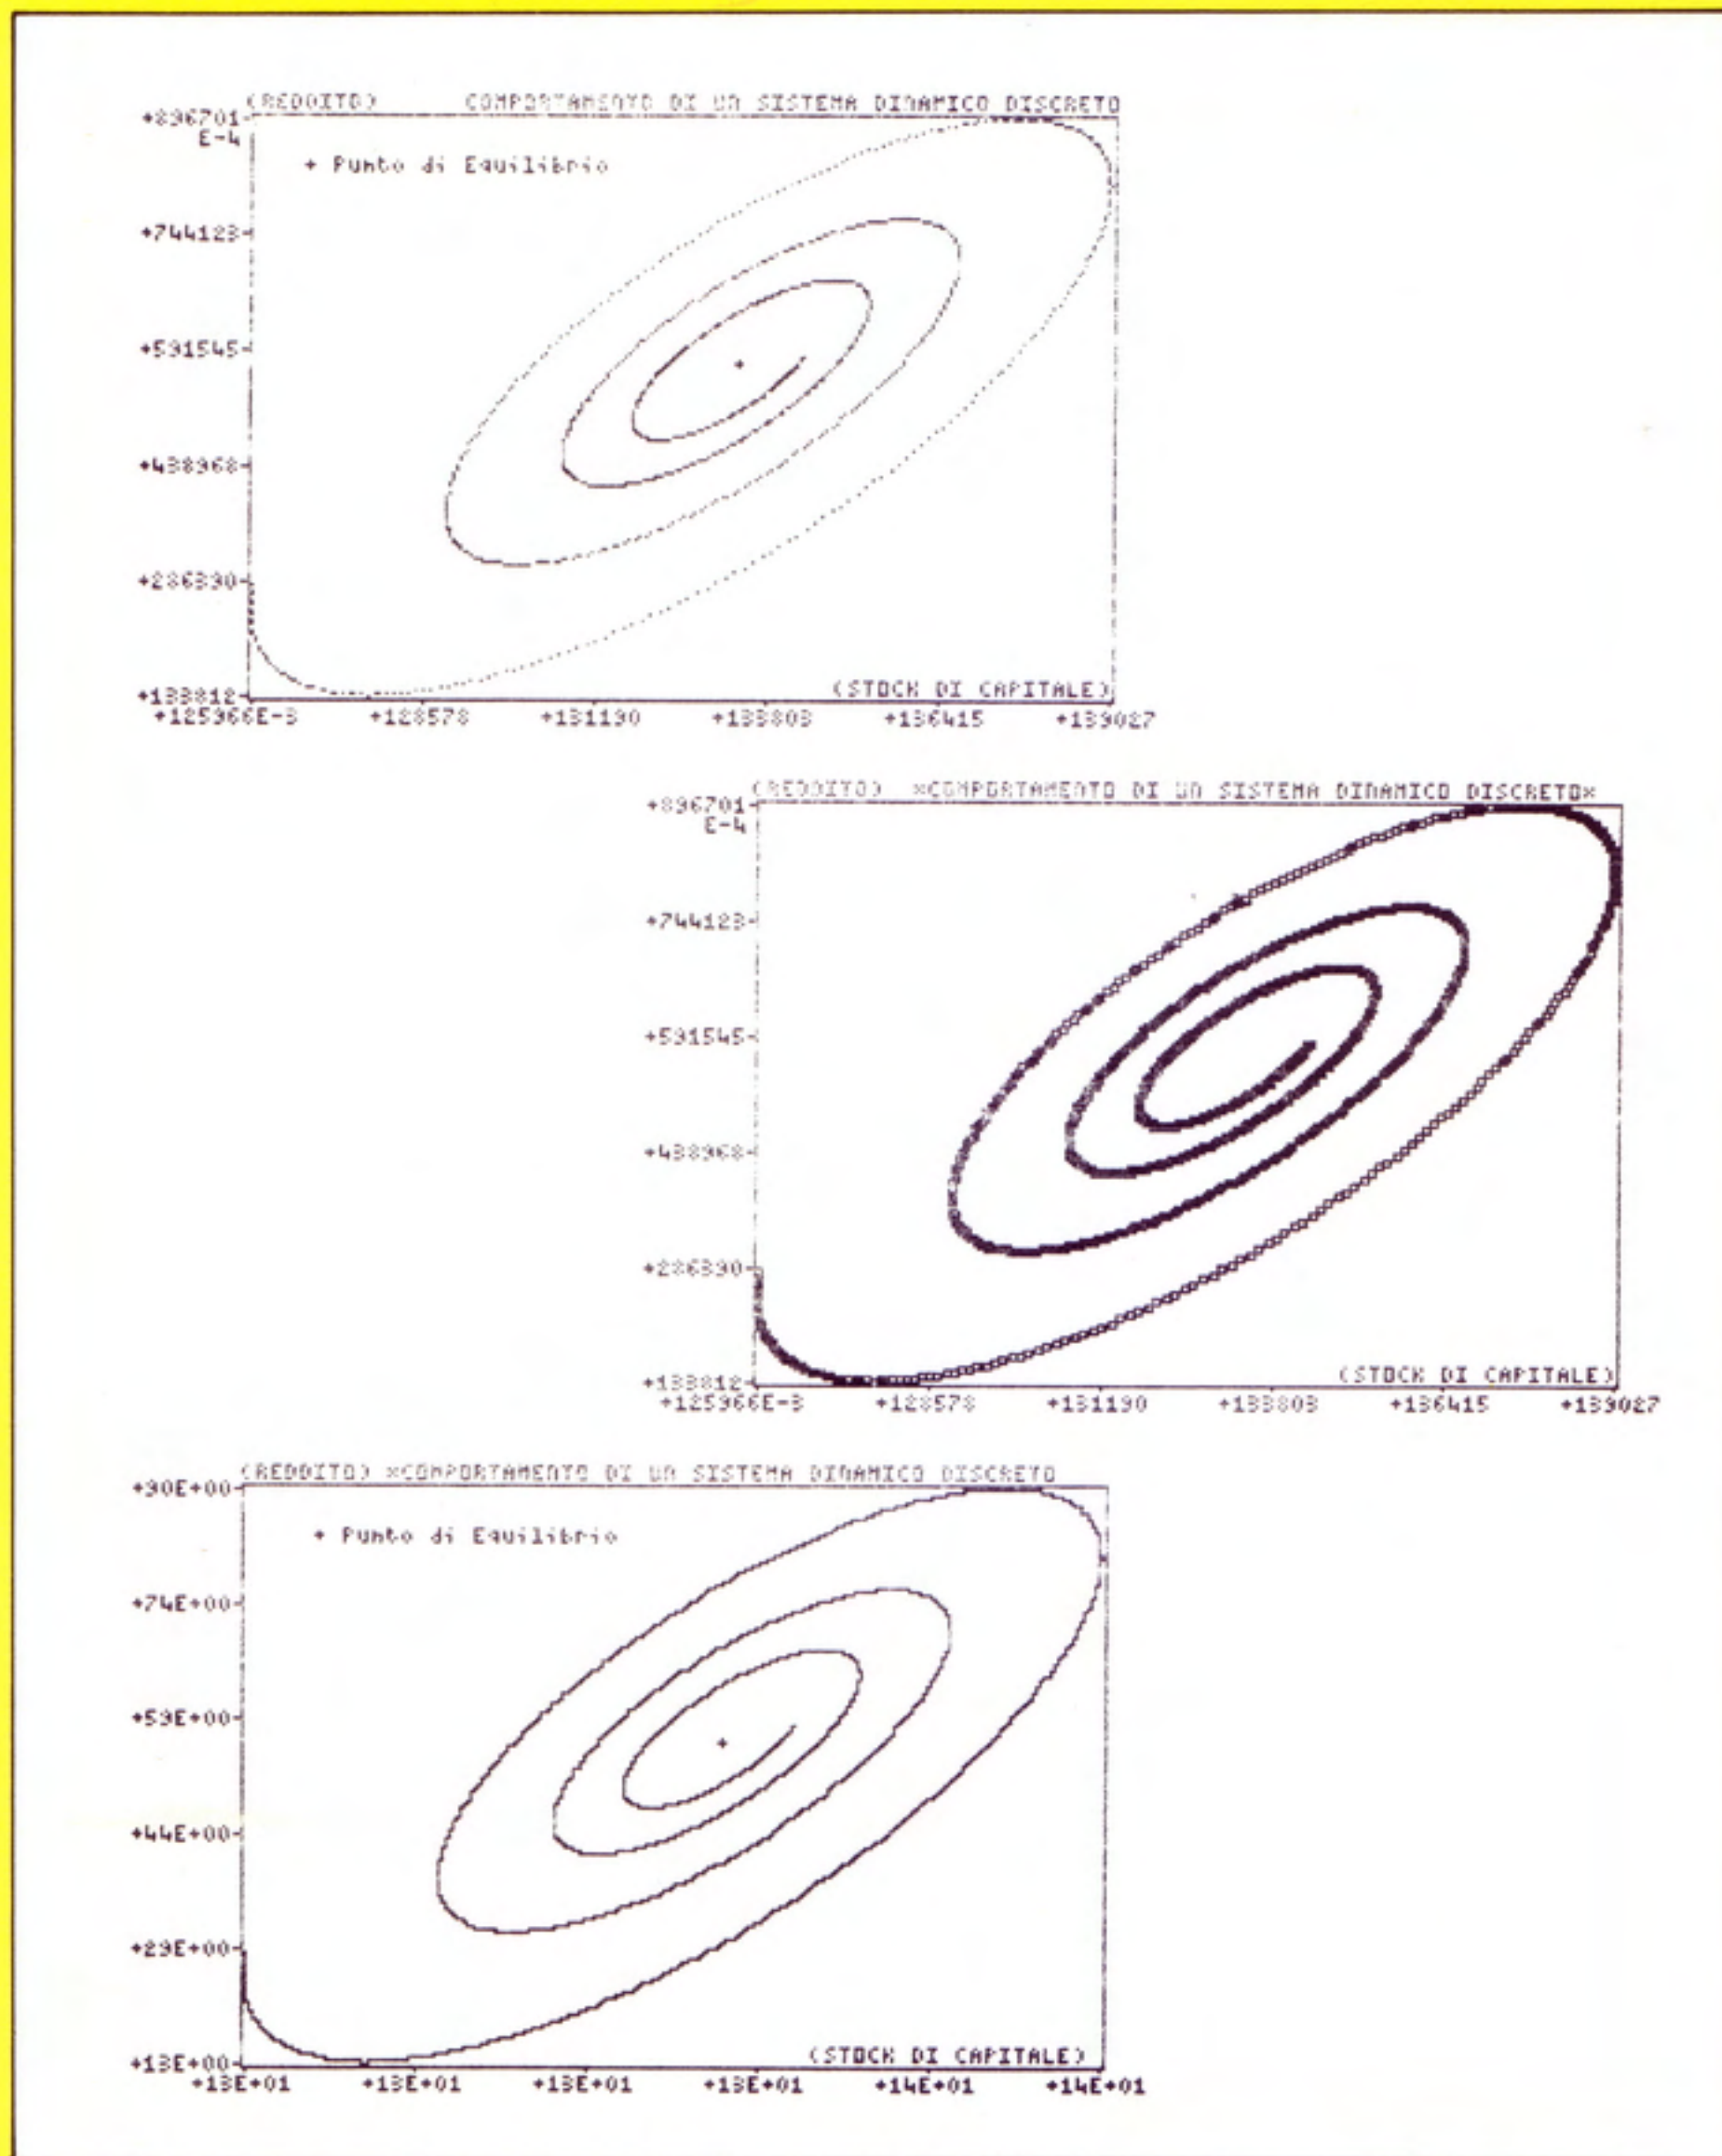 (REDDITO) COMPORTAMENTO DI UN SISTEMA DINAMICO DISCRETO
+896701
E-4
+ Punto di Equilibrio
+744123
+591545
+438968
+286390
+133812
(STOCK DI CAPITALE)
+125966E-3 +128578 +131190 +133803 +136415 +139027
(REDDITO) *COMPORTAMENTO DI UN SISTEMA DINAMICO DISCRETO*
+896701
E-4
+744123
+591545
+438968
+286390
+133812
(STOCK DI CAPITALE)
+125966E-3 +128578 +131190 +133803 +136415 +139027
(REDDITO) *COMPORTAMENTO DI UN SISTEMA DINAMICO DISCRETO
+90E+00
+ Punto di Equilibrio
+74E+00
+59E+00
+44E+00
+29E+00
+13E+00
(STOCK DI CAPITALE)
+13E+01 +13E+01 +13E+01 +13E+01 +14E+01 +14E+01